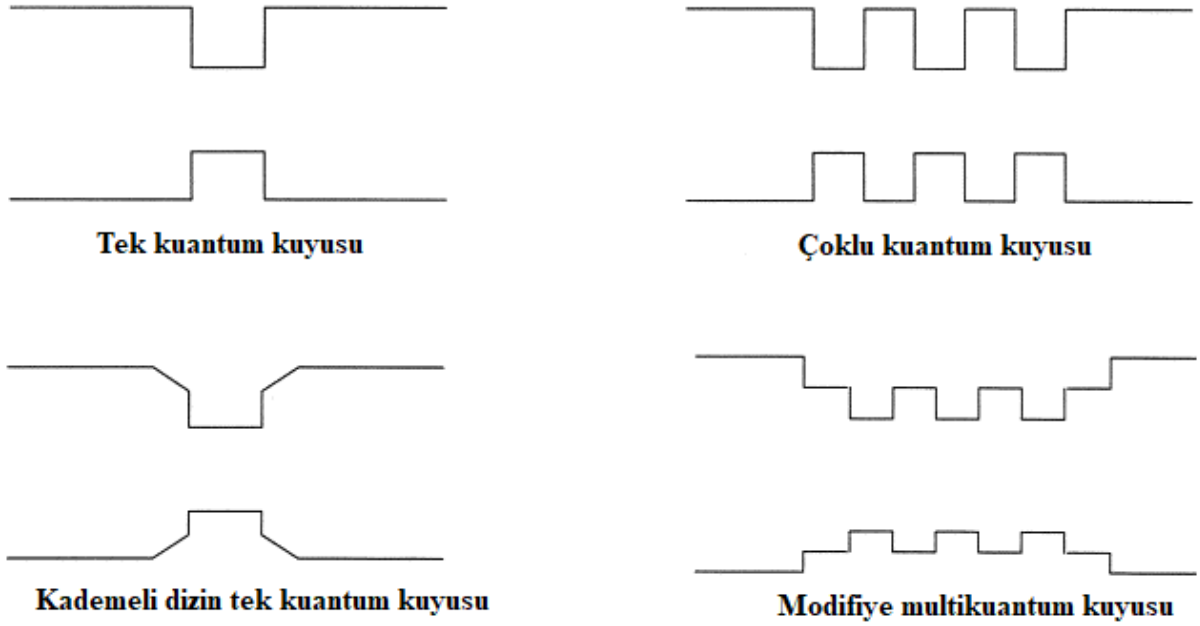 Tek kuantum kuyusu
Çoklu kuantum kuyusu
Kademeli dizin tek kuantum kuyusu
Modifiye multikuantum kuyusu